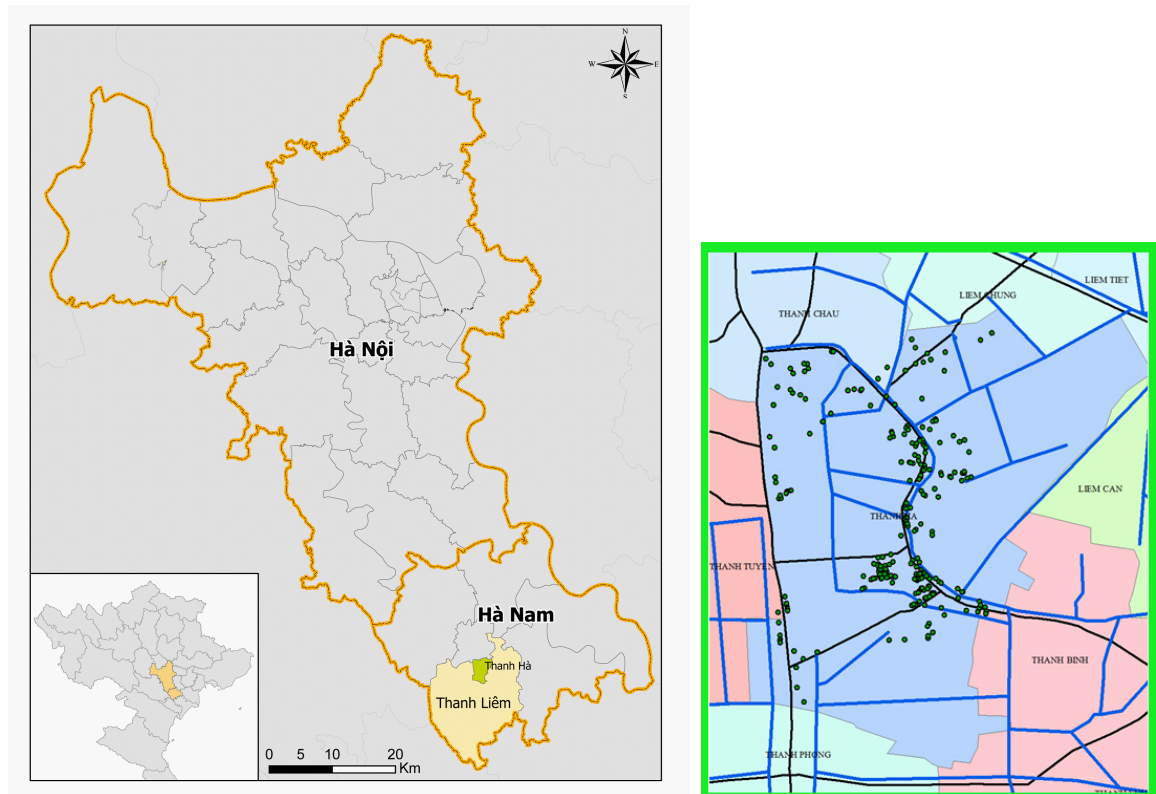 N
W E
S
Hà Nội
Hà Nam
Thanh Hà
Thanh Liêm
0 5 10 20
Km
LIEM TIET
LIEM CHUNG
THANH CHAU
LIEM CAN
THANH HA
THANH TUYEN
THANH BINH
THANH PHONG